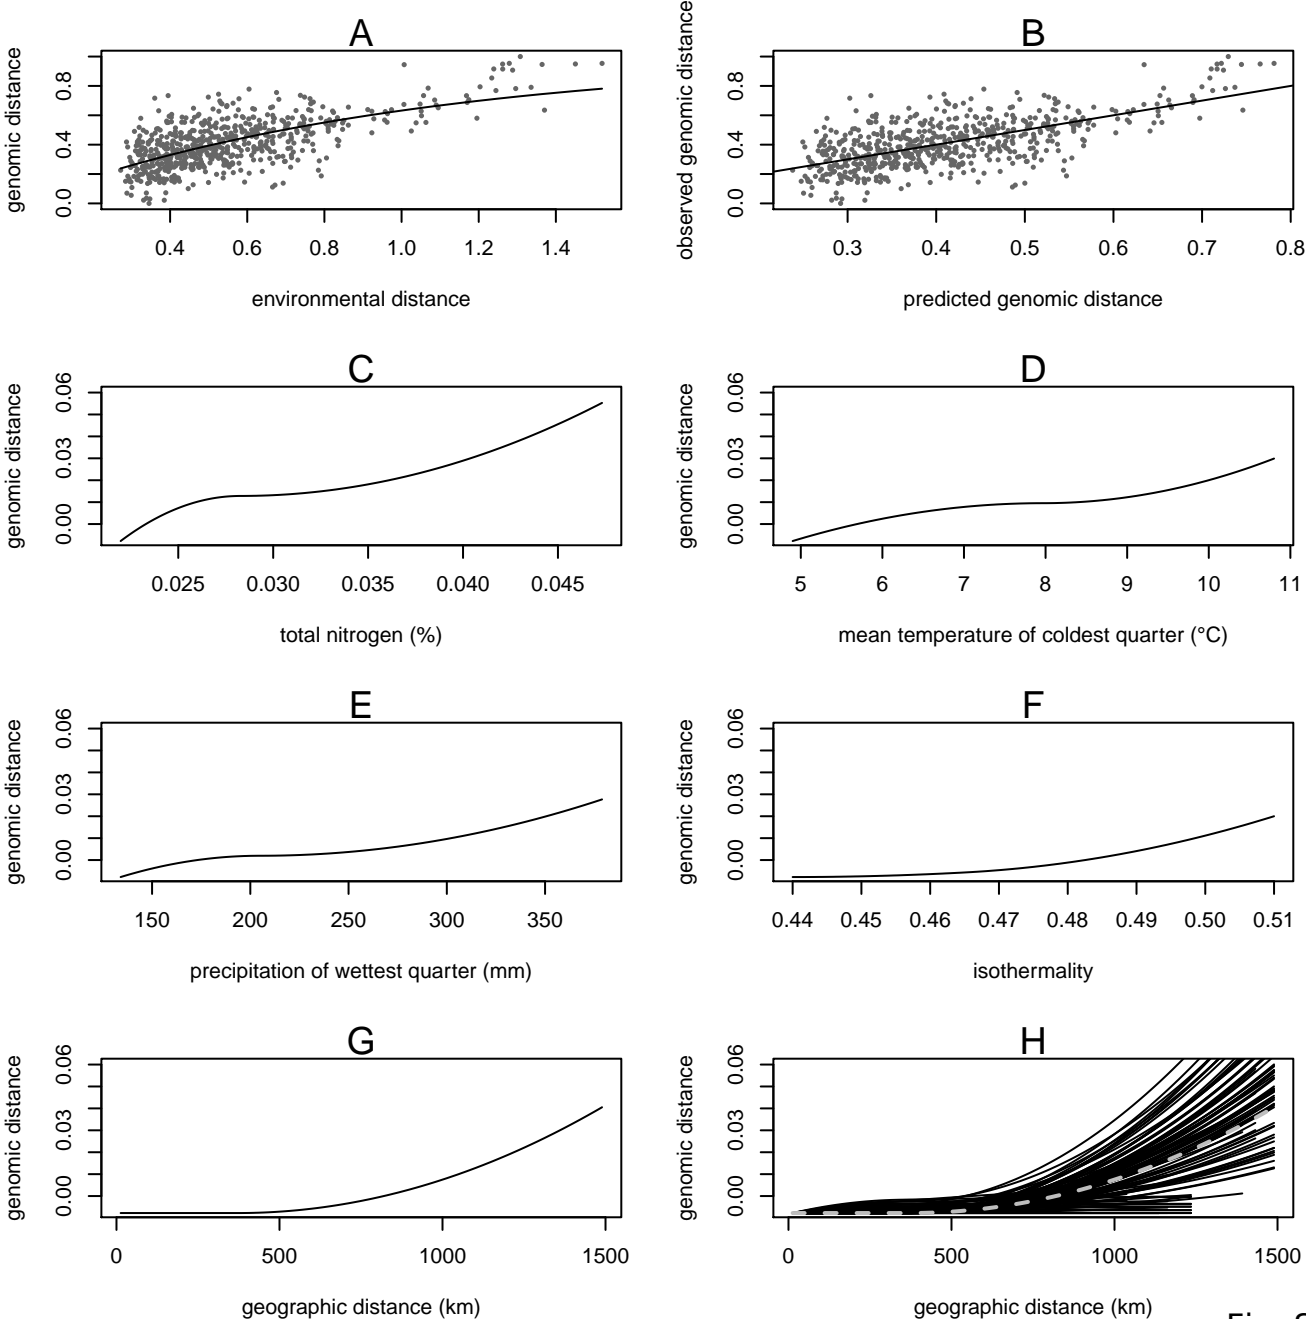 A
genomic distance
0.0 0.4 0.8
0.4 0.6 0.8 1.0 1.2 1.4
environmental distance
B
observed genomic distance
0.0 0.4 0.8
0.3 0.4 0.5 0.6 0.7 0.8
predicted genomic distance
C
genomic distance
0.00 0.03 0.06
0.025 0.030 0.035 0.040 0.045
total nitrogen (%)
D
genomic distance
0.00 0.03 0.06
5 6 7 8 9 10 11
mean temperature of coldest quarter (°C)
E
genomic distance
0.00 0.03 0.06
150 200 250 300 350
precipitation of wettest quarter (mm)
F
genomic distance
0.00 0.03 0.06
0.44 0.45 0.46 0.47 0.48 0.49 0.50 0.51
isothermality
G
genomic distance
0.00 0.03 0.06
0 500 1000 1500
geographic distance (km)
H
genomic distance
0.00 0.03 0.06
0 500 1000 1500
geographic distance (km)